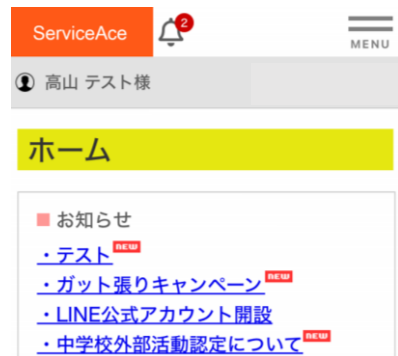 ServiceAce
2
MENU
高山 テスト様
ホーム
お知らせ
・テスト NEW
・ガット張りキャンペーン NEW
・LINE公式アカウント開設
・中学校外部活動認定について NEW